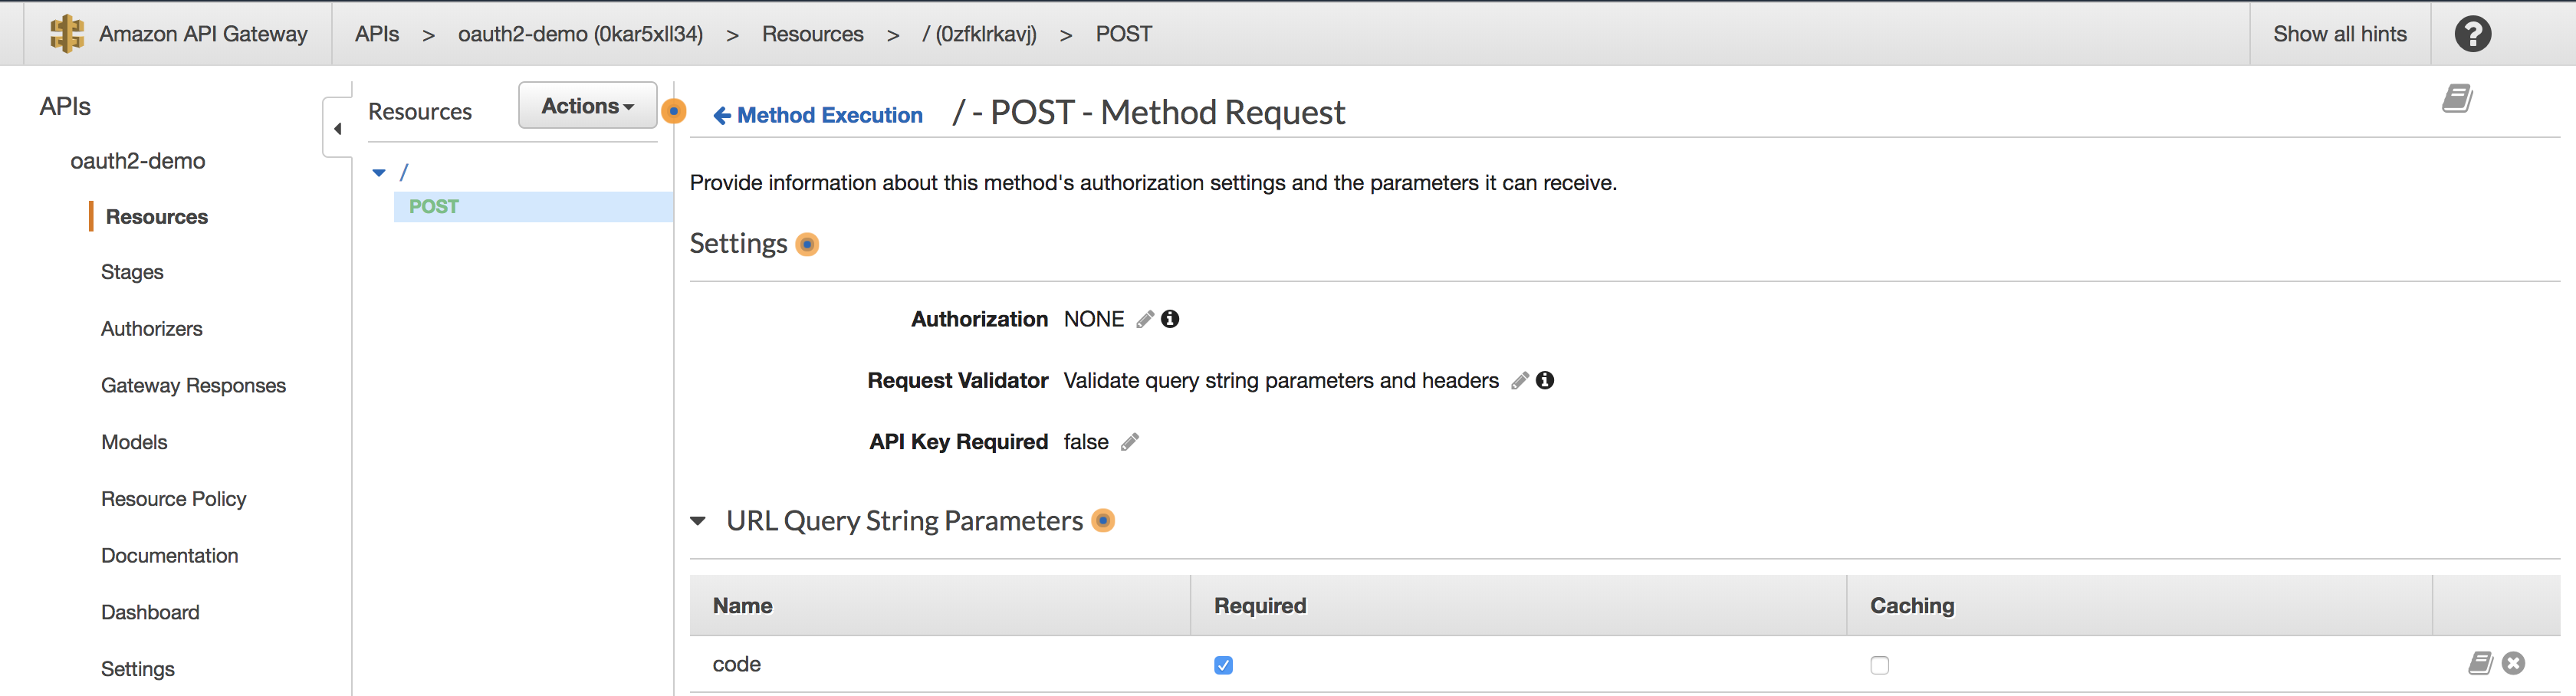 Amazon API Gateway APIs > oauth2-demo (0kar5xll34) > Resources > / (0zfklrkavj) > POST Show all hints ?
APIs
oauth2-demo
Resources
Stages
Authorizers
Gateway Responses
Models
Resource Policy
Documentation
Dashboard
Settings
Resources Actions
/
POST
Method Execution / - POST - Method Request
Provide information about this method's authorization settings and the parameters it can receive.
Settings
Authorization NONE
Request Validator Validate query string parameters and headers
API Key Required false
URL Query String Parameters
Name Required Caching
code